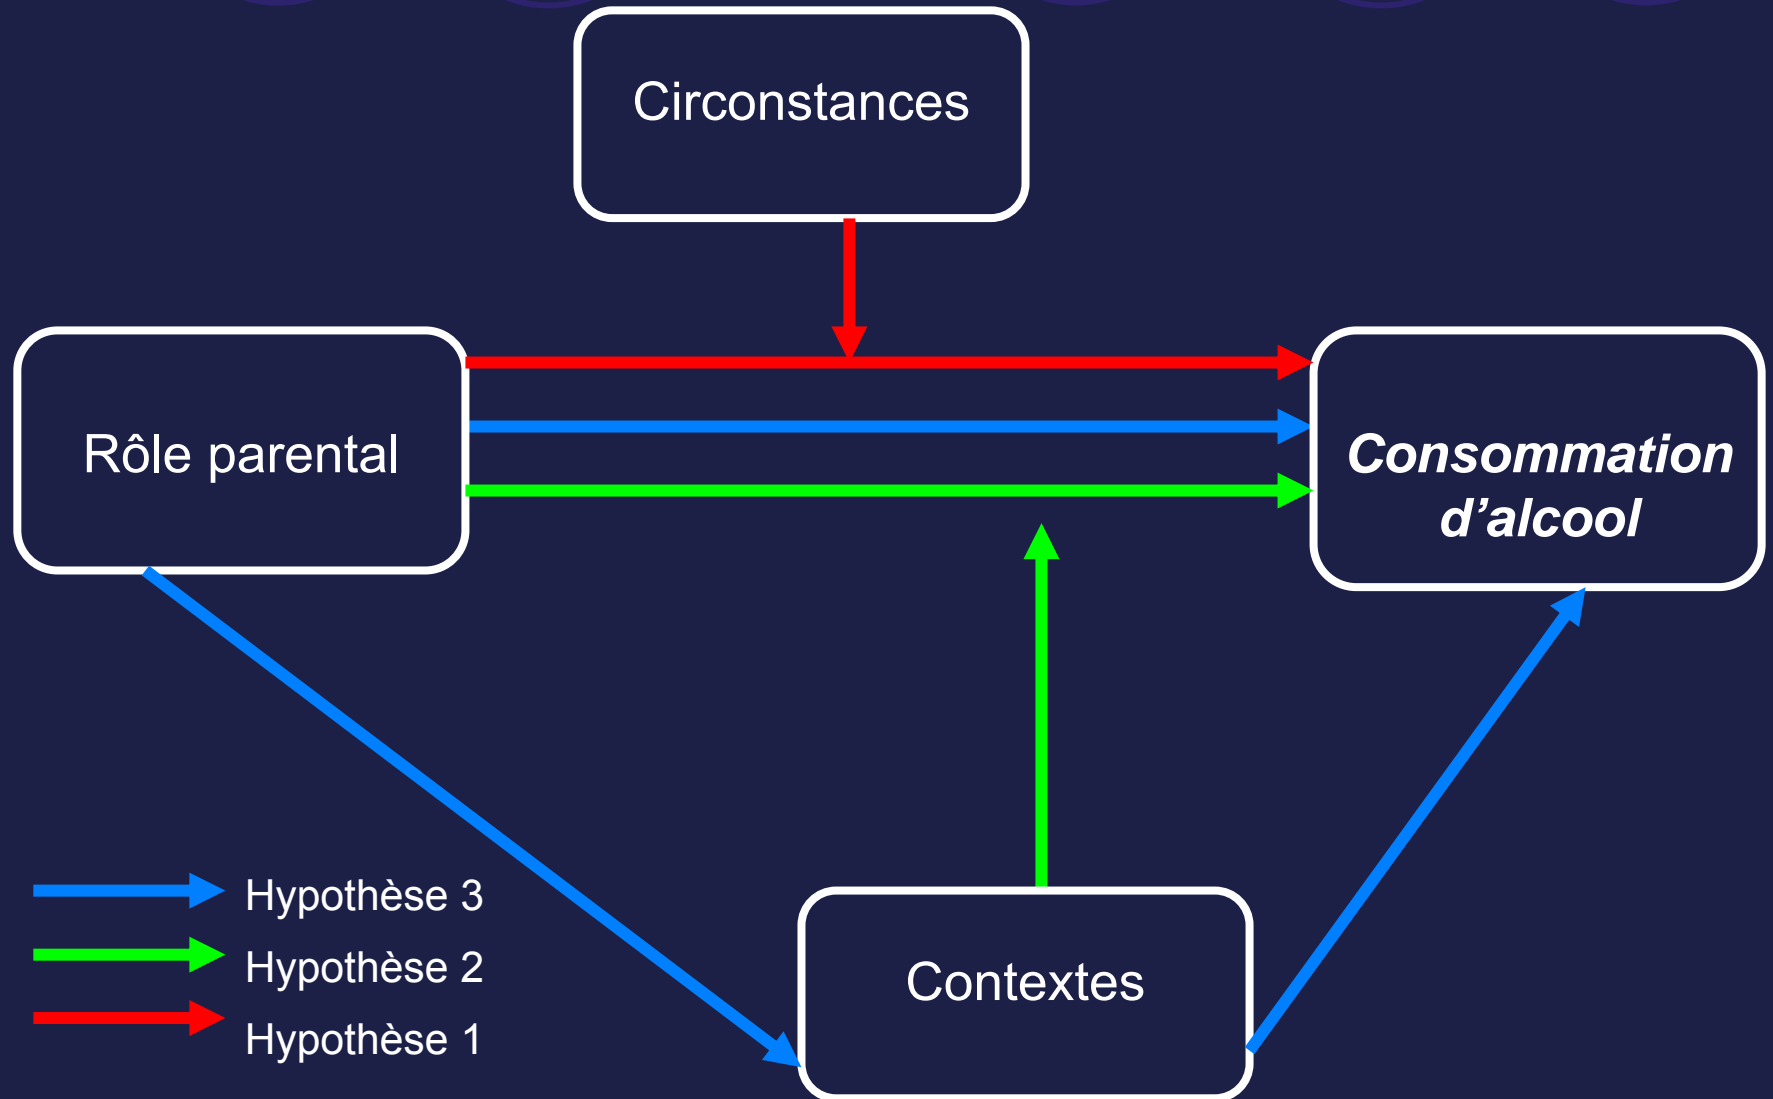 Circonstances
Rôle parental
Consommation
d’alcool
Contextes
Hypothèse 3
Hypothèse 2
Hypothèse 1